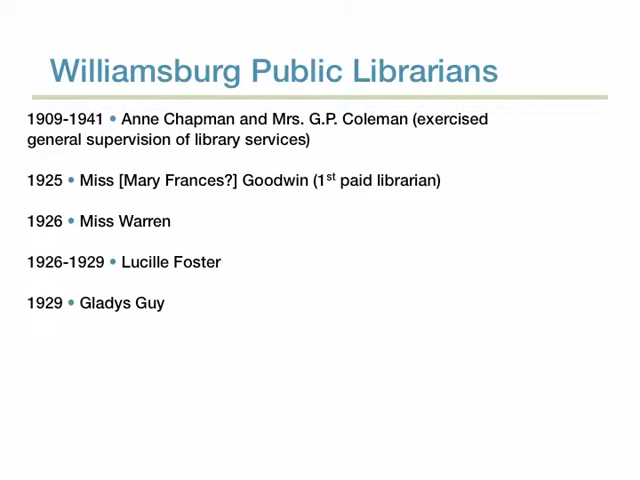 Williamsburg Public Librarians
1909-1941 • Anne Chapman and Mrs. G.P. Coleman (exercised
general supervision of library services)
1925 • Miss [Mary Frances?] Goodwin (1st paid librarian)
1926 • Miss Warren
1926-1929 • Lucille Foster
1929 • Gladys Guy